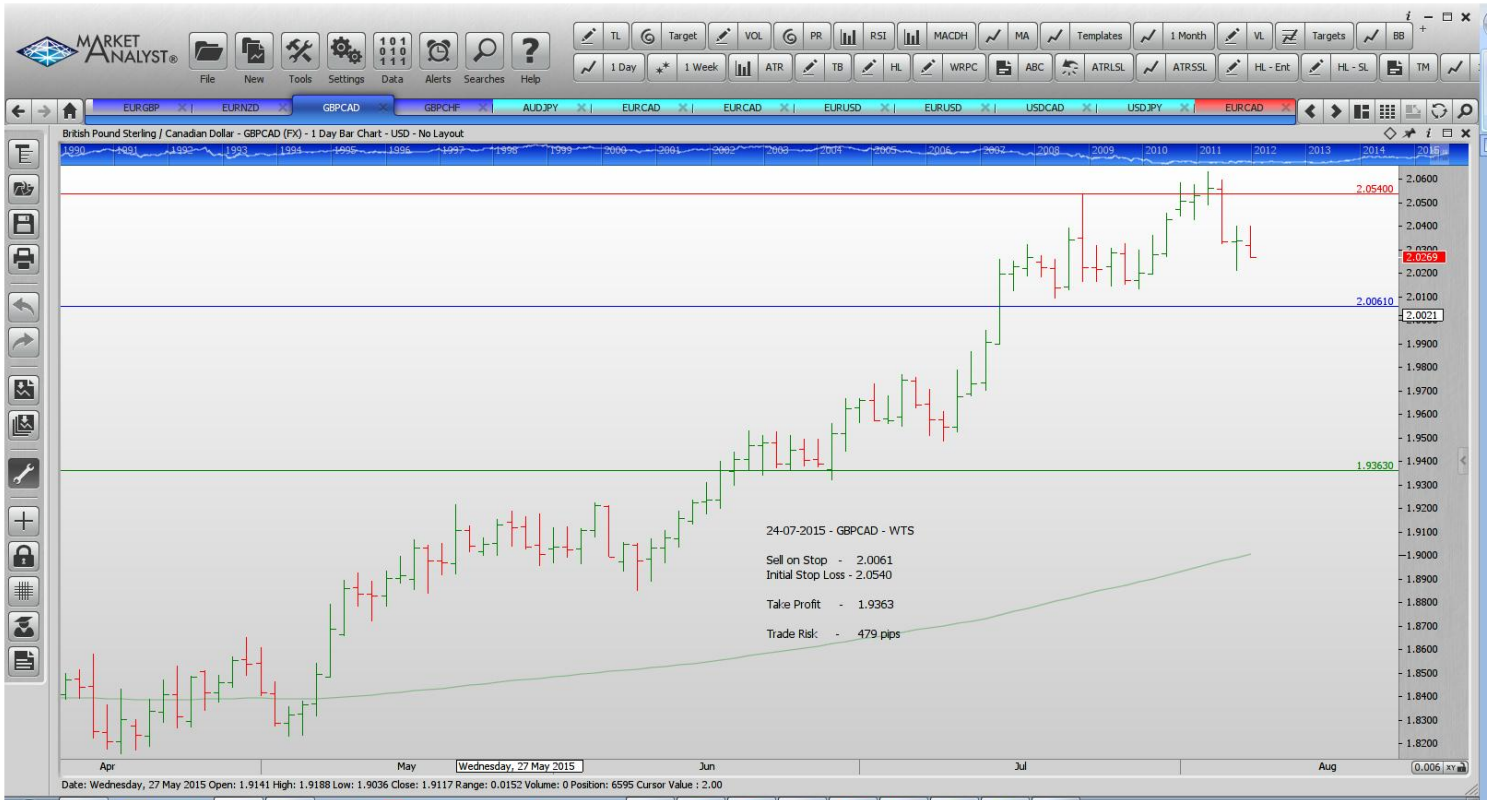 i
MARKET ANALYST®
TL Target VOL PR RSI MACDH MA Templates 1 Month VL Targets BB
1 Day 1 Week ATR TB HL WRPC ABC ATRLSL ATRSSL HL - Ent HL - SL TM
101
010
111
File New Tools Settings Data Alerts Searches Help
EURGBP EURNZD GBPCAD GBPCHF AUDJPY EURCAD EURCAD EURUSD EURUSD USDCAD USDJPY EURCAD
British Pound Sterling / Canadian Dollar - GBPCAD (FX) - 1 Day Bar Chart - USD - No Layout
i
1990 1991 1992 1993 1994 1995 1996 1997 1998 1999 2000 2001 2002 2003 2004 2005 2006 2007 2008 2009 2010 2011 2012 2013 2014 2015
2.0600
2.05400
2.0500
2.0400
2.0300
2.0269
2.0200
2.0100
2.00610
2.0021
1.9900
1.9800
1.9700
1.9600
1.9500
1.9400
1.93630
1.9300
1.9200
1.9100
1.9000
1.8900
1.8800
1.8700
1.8600
1.8500
1.8400
1.8300
1.8200
24-07-2015 - GBPCAD - WTS
Sell on Stop - 2.0061
Initial Stop Loss - 2.0540
Take Profit - 1.9363
Trade Risk - 479 pips
Apr May Wednesday, 27 May 2015 Jun Jul Aug 0.006 XY
Date: Wednesday, 27 May 2015 Open: 1.9141 High: 1.9188 Low: 1.9036 Close: 1.9117 Range: 0.0152 Volume: 0 Position: 6595 Cursor Value : 2.00